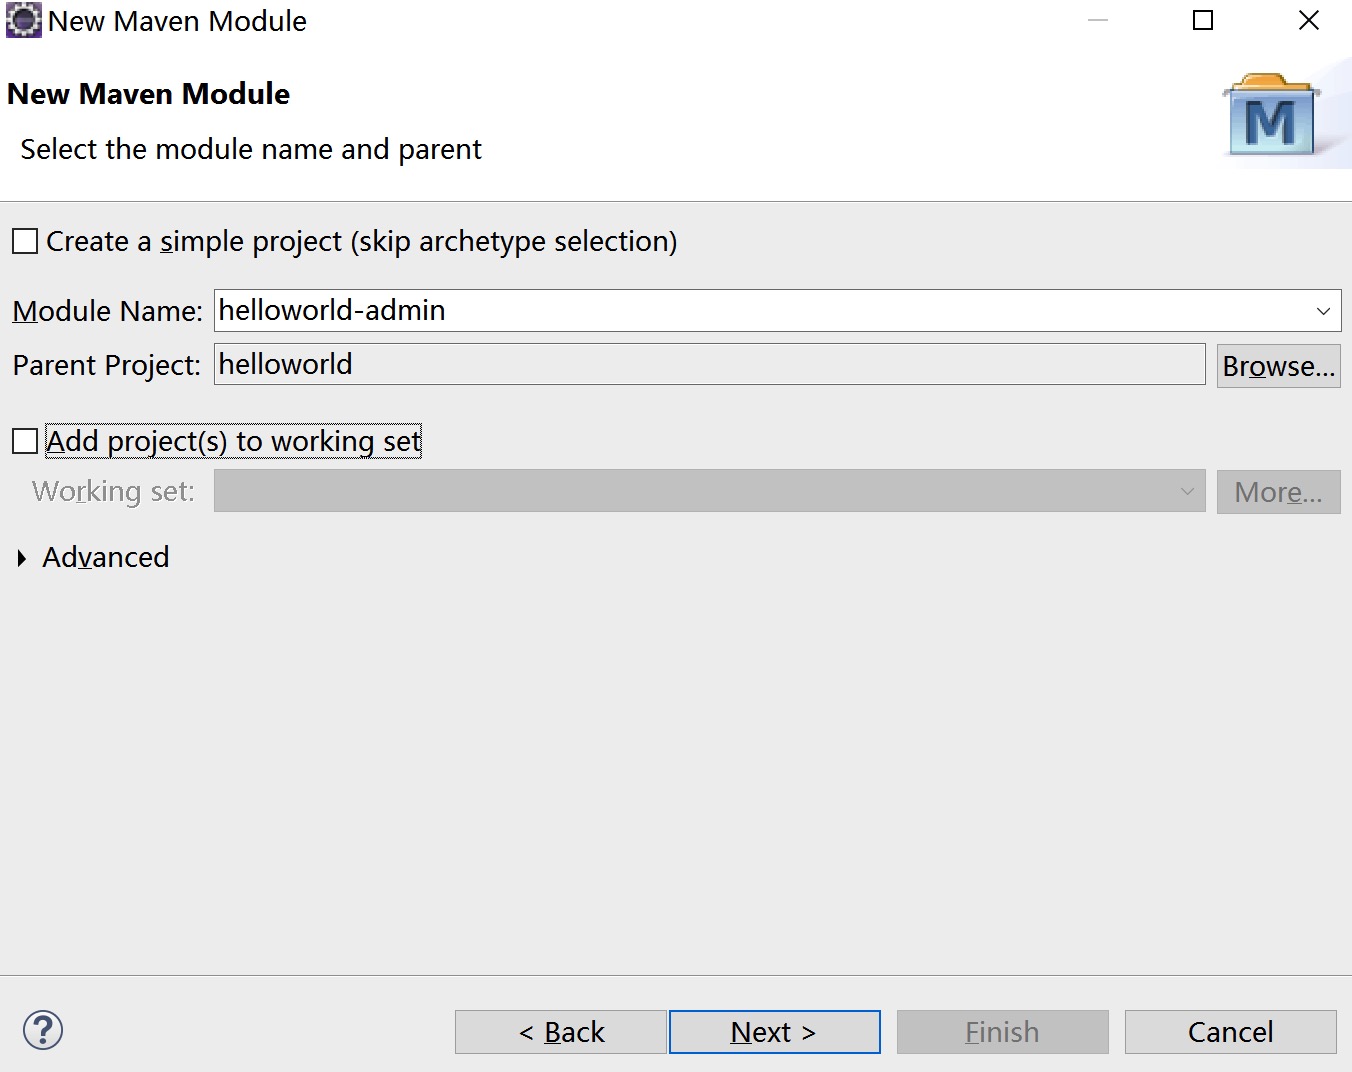 New Maven Module
New Maven Module
Select the module name and parent
M
Create a simple project (skip archetype selection)
Module Name: helloworld-admin
Parent Project: helloworld Browse...
Add project(s) to working set
Working set: More...
Advanced
? < Back Next > Finish Cancel